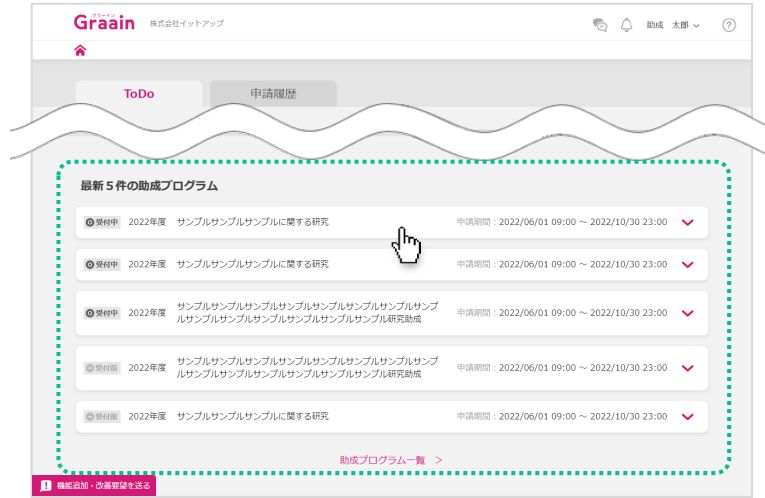 グラーイン
Graain 株式会社イットアップ 助成 太郎
ToDo 申請履歴
最新５件の助成プログラム
受付中 2022年度 サンプルサンプルサンプルに関する研究 申請期間：2022/06/01 09:00 ～ 2022/10/30 23:00
受付中 2022年度 サンプルサンプルサンプルに関する研究 申請期間：2022/06/01 09:00 ～ 2022/10/30 23:00
受付中 2022年度 サンプルサンプルサンプルサンプルサンプルサンプルサンプルサンプ
ルサンプルサンプルサンプルサンプルサンプルサンプル研究助成 申請期間：2022/06/01 09:00 ～ 2022/10/30 23:00
受付前 2022年度 サンプルサンプルサンプルサンプルサンプルサンプルサンプルサンプ
ルサンプルサンプルサンプルサンプルサンプルサンプル研究助成 申請期間：2022/06/01 09:00 ～ 2022/10/30 23:00
受付前 2022年度 サンプルサンプルサンプルに関する研究 申請期間：2022/06/01 09:00 ～ 2022/10/30 23:00
助成プログラム一覧 ＞
機能追加・改善要望を送る